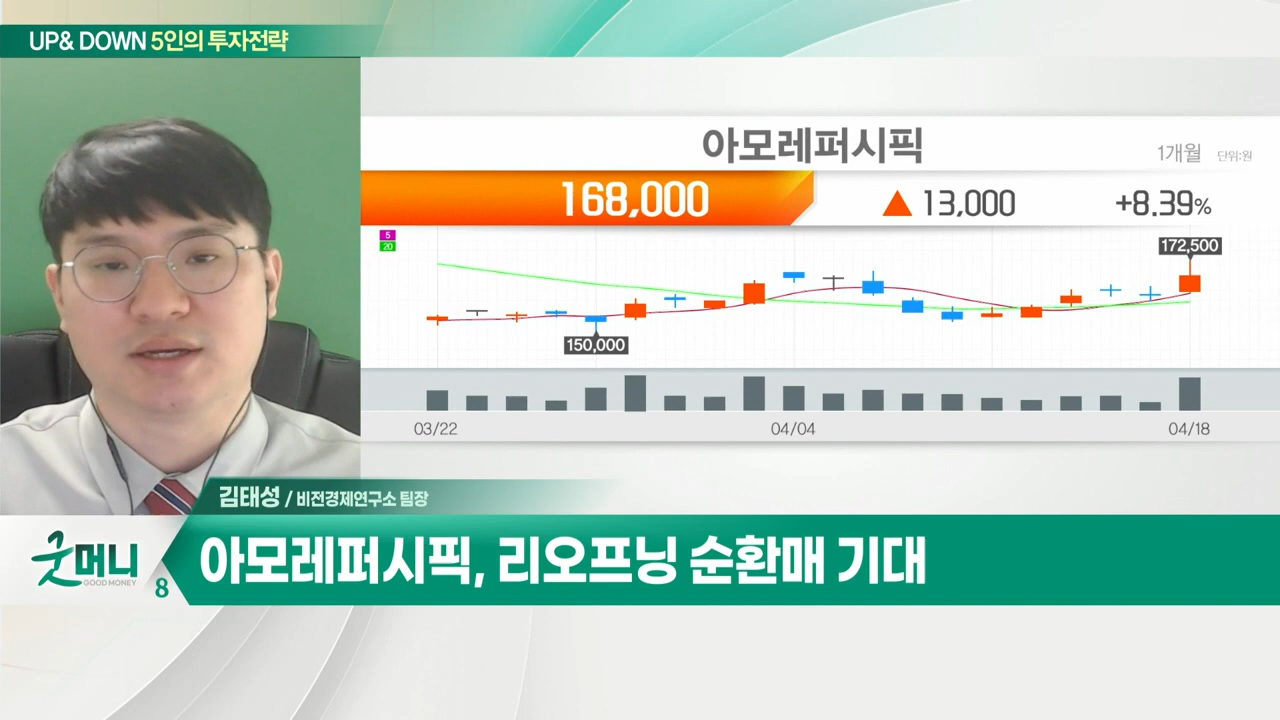 UP& DOWN 5인의 투자전략
아모레퍼시픽
1개월 단위:원
168,000 ▲ 13,000 +8.39%
5
20
172,500
150,000
03/22 04/04 04/18
김태성 / 비전경제연구소 팀장
굿머니
GOOD MONEY
8
아모레퍼시픽, 리오프닝 순환매 기대